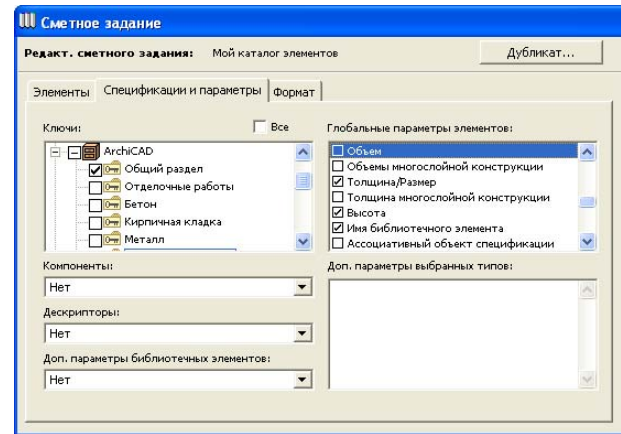 Сметное задание
Редакт. сметного задания: Мой каталог элементов Дубликат...
Элементы Спецификации и параметры Формат
Ключи: Все
ArchiCAD
Общий раздел
Отделочные работы
Бетон
Кирпичная кладка
Металл
Глобальные параметры элементов:
Объем
Объемы многослойной конструкции
Толщина/Размер
Толщина многослойной конструкции
Высота
Имя библиотечного элемента
Ассоциативный объект спецификации
Компоненты:
Нет
Дескрипторы:
Нет
Доп. параметры библиотечных элементов:
Нет
Доп. параметры выбранных типов: